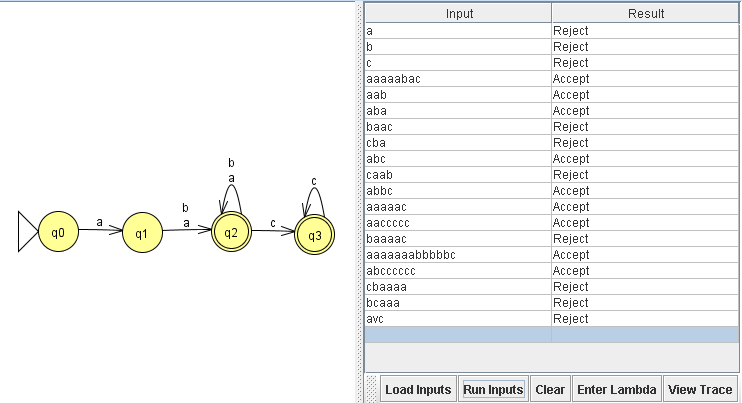 Input Result
a Reject
b Reject
c Reject
aaaaabac Accept
aab Accept
aba Accept
baac Reject
cba Reject
abc Accept
caab Reject
abbc Accept
aaaaac Accept
aaccccc Accept
baaaac Reject
aaaaaaabbbbbc Accept
abcccccc Accept
cbaaaa Reject
bcaaa Reject
avc Reject
b
a c
b
a a c
q0 q1 q2 q3
Load Inputs Run Inputs Clear Enter Lambda View Trace